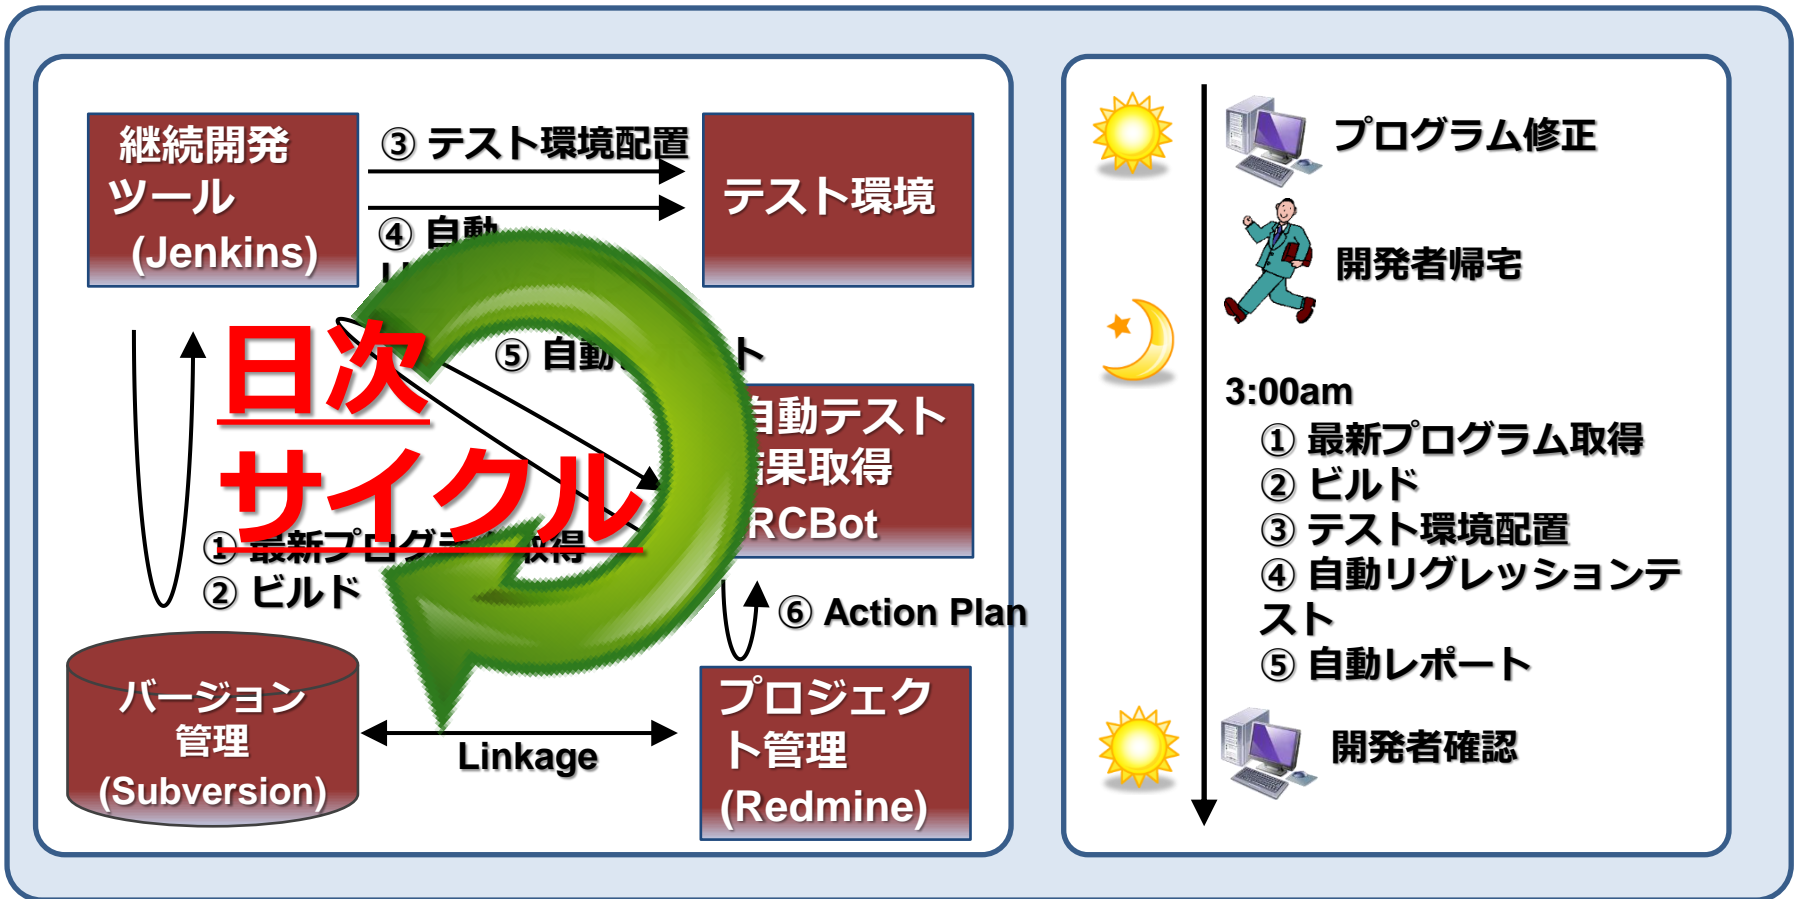 継続開発
ツール
(Jenkins)
③ テスト環境配置
④ 自動
テスト環境
⑤ 自動
ト
日次
サイクル
自動テスト
果取得
RCBot
① 最新プログラム取得
② ビルド
⑥ Action Plan
バージョン
管理
(Subversion)
Linkage
プロジェク
ト管理
(Redmine)
プログラム修正
開発者帰宅
3:00am
① 最新プログラム取得
② ビルド
③ テスト環境配置
④ 自動リグレッションテ
スト
⑤ 自動レポート
開発者確認